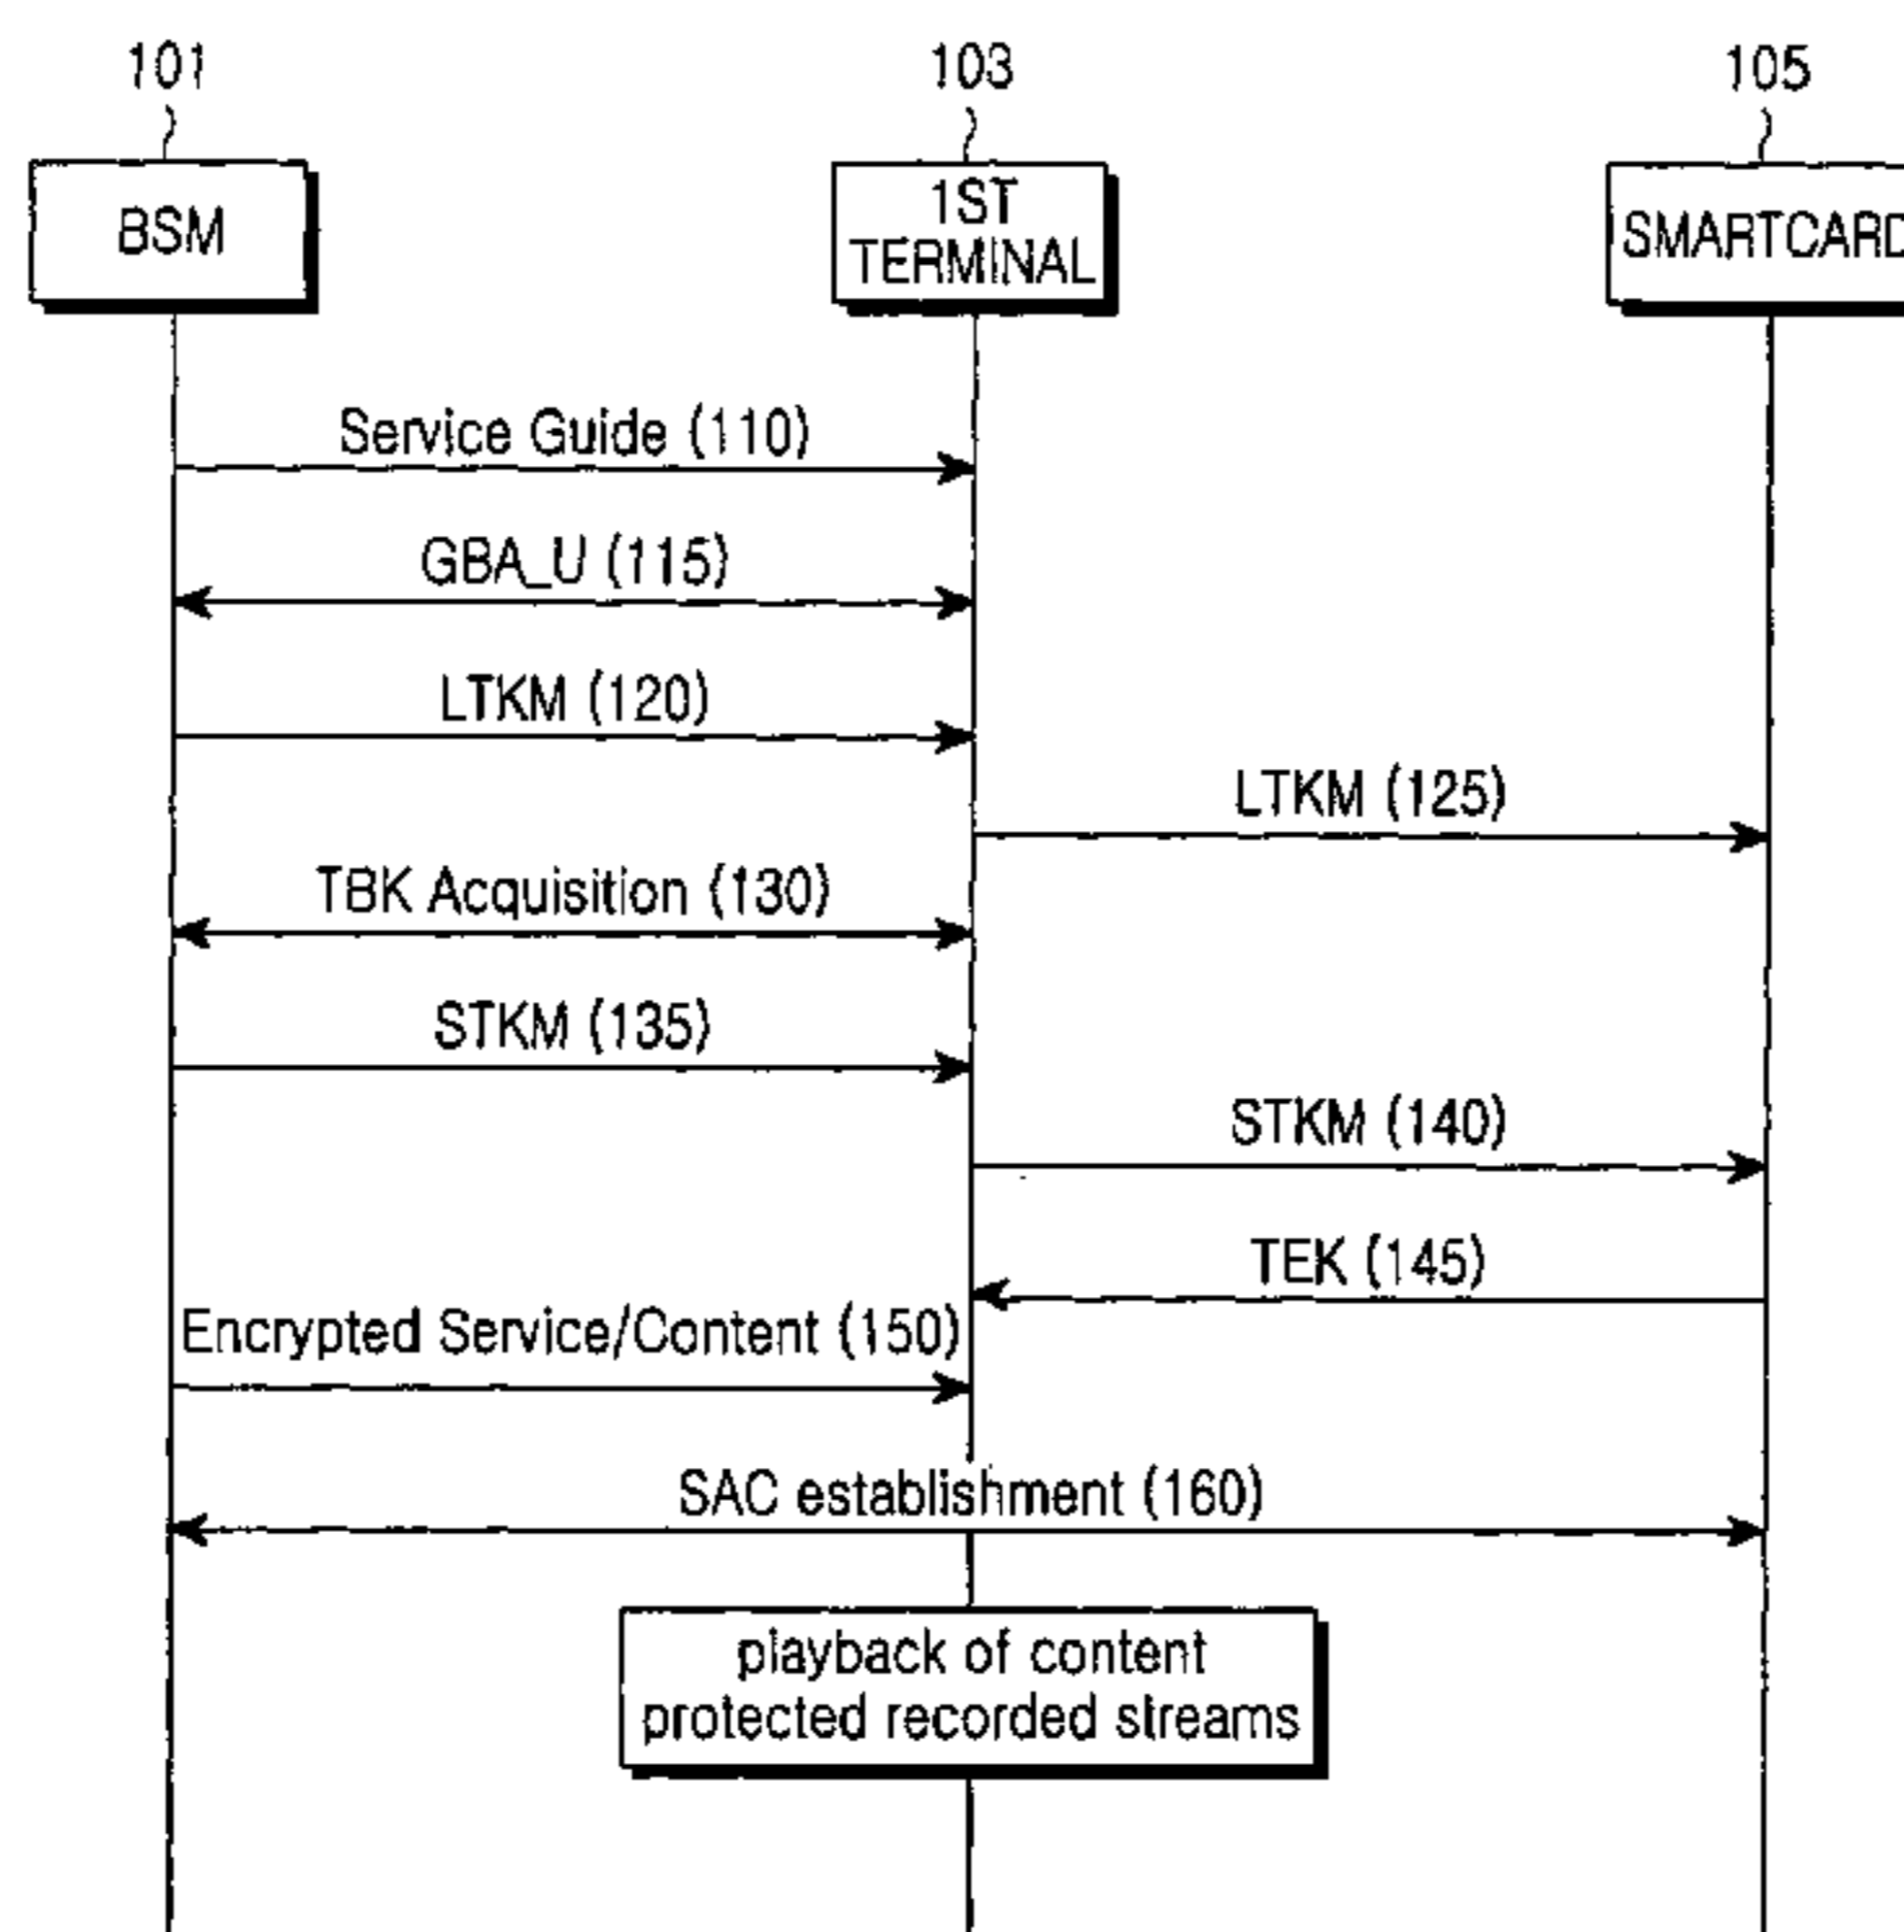 101
103
105
BSM
1ST
TERMINAL
SMARTCARD
Service Guide (110)
GBA_U (115)
LTKM (120)
LTKM (125)
TBK Acquisition (130)
STKM (135)
STKM (140)
TEK (145)
Encrypted Service/Content (150)
SAC establishment (160)
playback of content
protected recorded streams